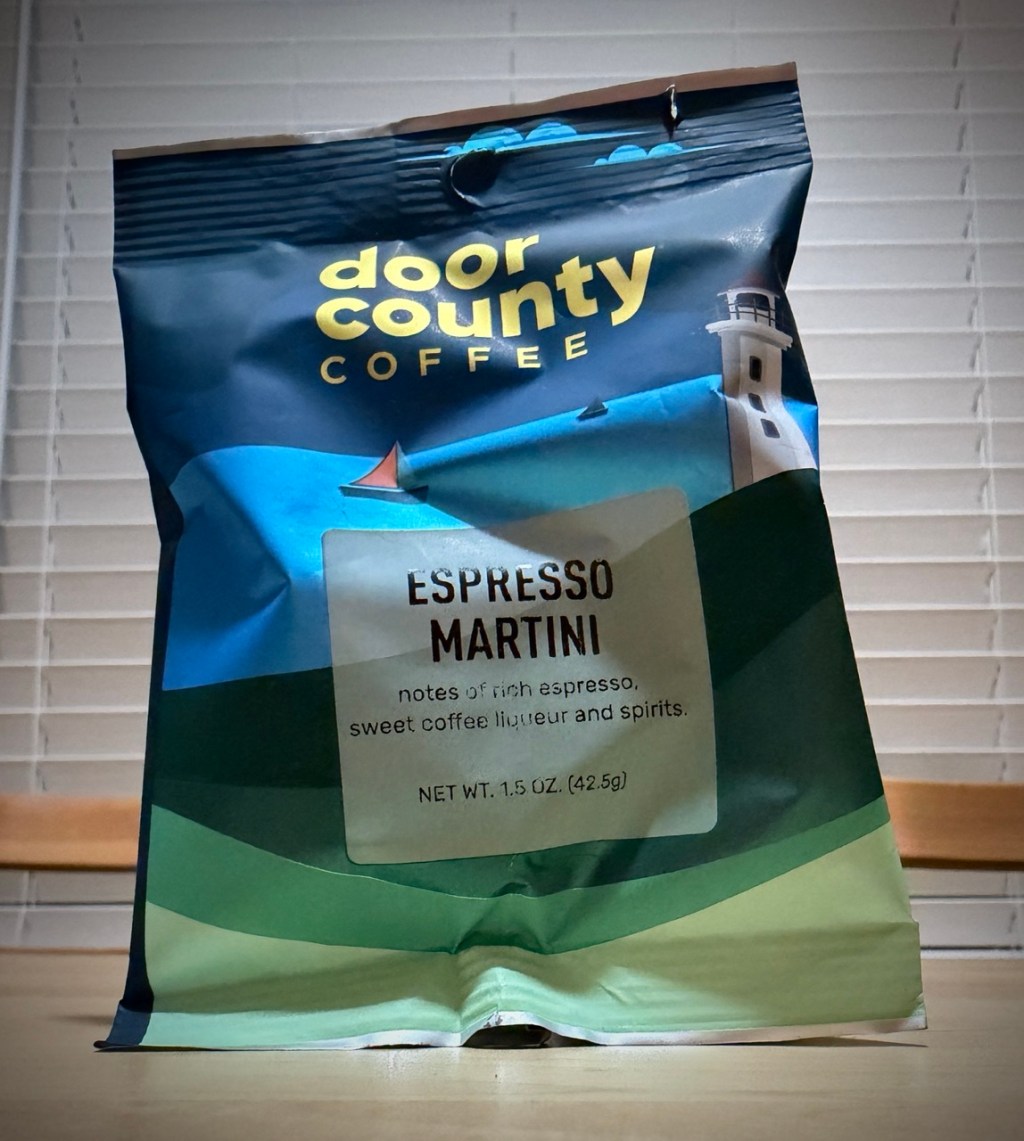 door
county
COFFEE
ESPRESSO
MARTINI
notes of rich espresso,
sweet coffee liqueur and spirits.
NET WT. 1.5 OZ. (42.5g)